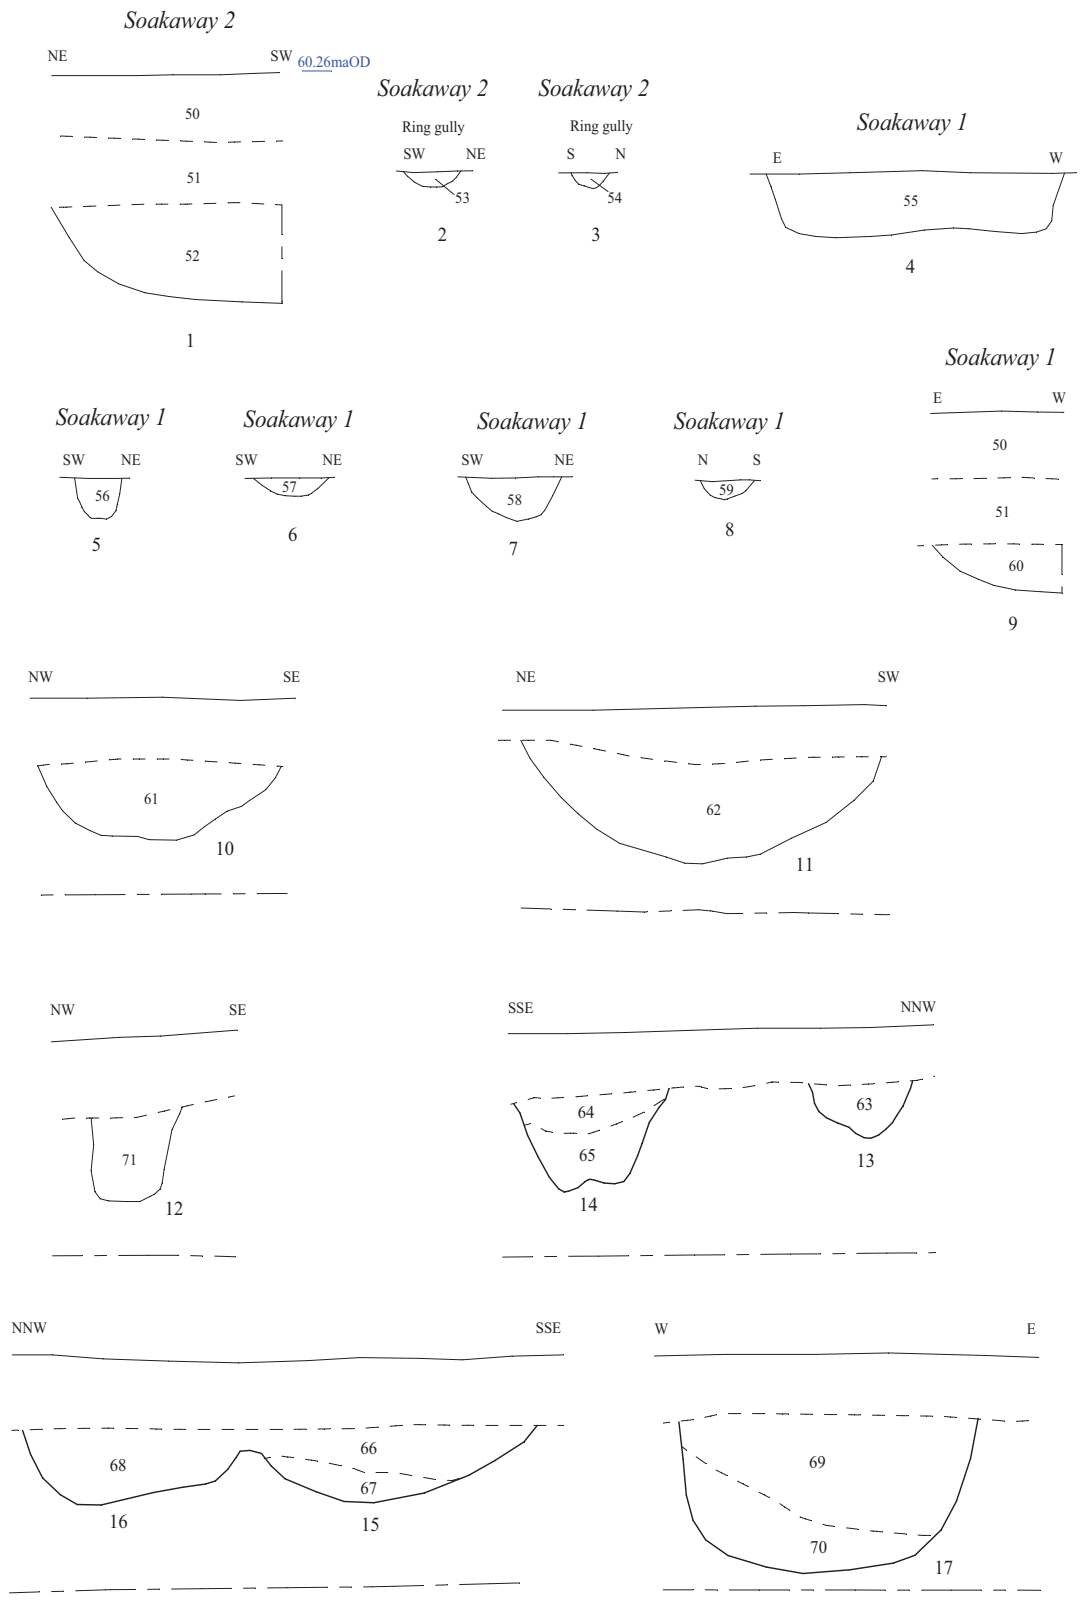 Soakaway 2
NE SW 60.26maOD
50
51
52
1
Soakaway 2
Ring gully
SW NE
53
2
Soakaway 2
Ring gully
S N
54
3
Soakaway 1
E W
55
4
Soakaway 1
SW NE
56
5
Soakaway 1
SW NE
57
6
Soakaway 1
SW NE
58
7
Soakaway 1
N S
59
8
Soakaway 1
E W
50
51
60
9
NW SE
61
10
NE SW
62
11
NW SE
71
12
SSE NNW
64
63
65
13
14
NNW SSE
66
68
67
16
15
W E
69
70
17